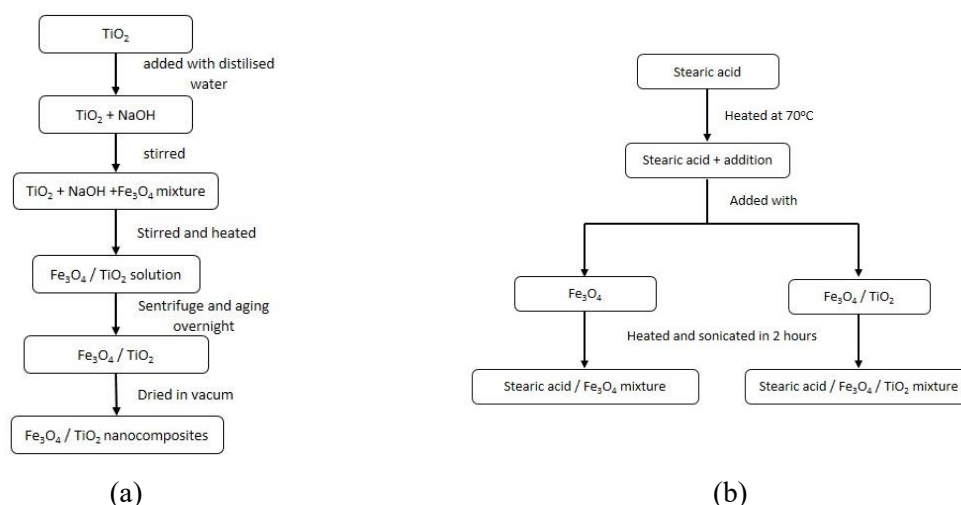 TiO₂
added with distilised
water
TiO₂ + NaOH
stirred
TiO₂ + NaOH +Fe₃O₄ mixture
Stirred and heated
Fe₃O₄ / TiO₂ solution
Sentrifuge and aging
overnight
Fe₃O₄ / TiO₂
Dried in vacum
Fe₃O₄ / TiO₂ nanocomposites
(a)
Stearic acid
Heated at 70⁰C
Stearic acid + addition
Added with
Fe₃O₄
Fe₃O₄ / TiO₂
Heated and sonicated in 2 hours
Stearic acid / Fe₃O₄ mixture
Stearic acid / Fe₃O₄ / TiO₂ mixture
(b)